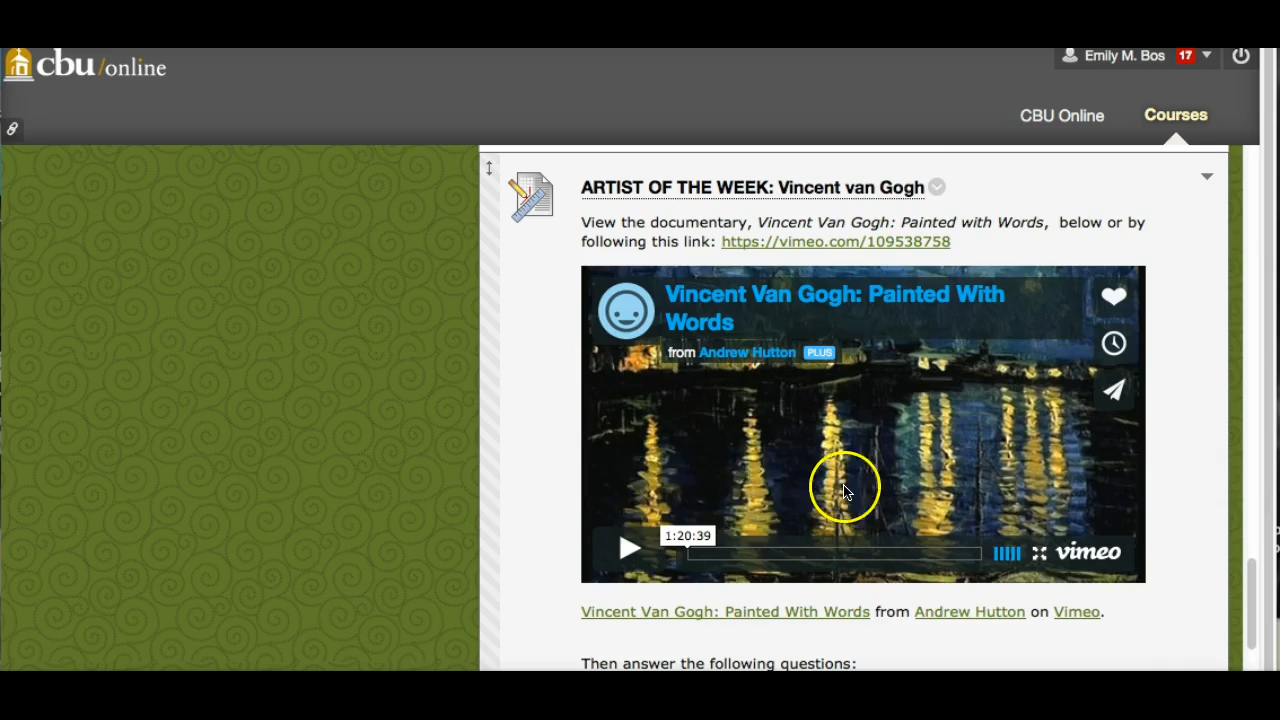 cbu/online
Emily M. Bos 17
CBU Online Courses
ARTIST OF THE WEEK: Vincent van Gogh
View the documentary, Vincent Van Gogh: Painted with Words, below or by
following this link: https://vimeo.com/109538758
Vincent Van Gogh: Painted With
Words
from Andrew Hutton PLUS
1:20:39
vimeo
Vincent Van Gogh: Painted With Words from Andrew Hutton on Vimeo.
Then answer the following questions: